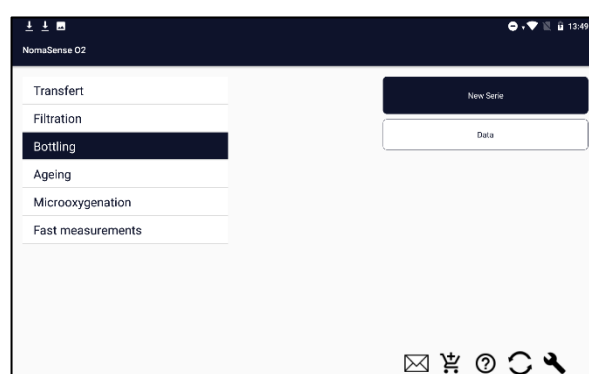 13:49
NomaSense O2
Transfert
Filtration
Bottling
Ageing
Microoxygenation
Fast measurements
New Serie
Data